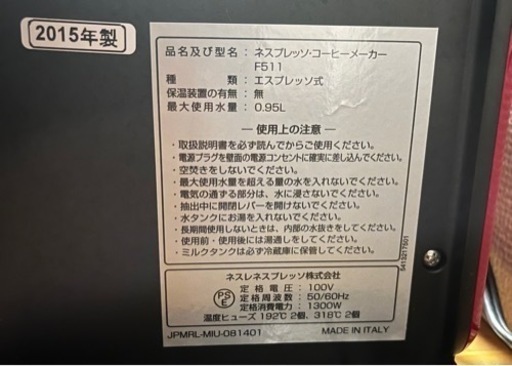 2015年製
品名及び型名: ネスプレッソ・コーヒーメーカー
F511
種　　類: エスプレッソ式
保温装置の有無: 無
最大使用水量: 0.95L
― 使用上の注意 ―
・取扱説明書を必ず読んでからご使用ください。
・電源プラグを壁面の電源コンセントに確実に差し込んでください。
・空焚きをしないでください。
・最大使用水量を超える量の水を入れないでください。
・電気の通ずる部分は、水に浸さないでください。
・抽出中に開閉レバーを開けないでください。
・水タンクにお湯を入れないでください。
・長期間使用しないときは、内部の水抜きをしてください。
・使用前・使用後には湯通しをしてください。
・ミルクタンクは必ず冷蔵庫に保管してください。
5413217501
ネスレネスプレッソ株式会社
PSE
定格電圧: 100V
定格周波数: 50/60Hz
定格消費電力: 1300W
温度ヒューズ 192℃ 2個、318℃ 2個
JPMRL-MIU-081401 MADE IN ITALY